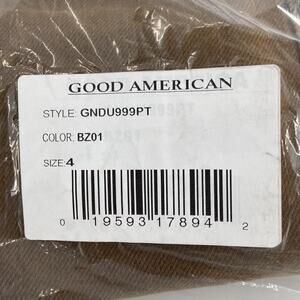 GOOD AMERICAN
STYLE: GNDU999PT
COLOR: BZ01
SIZE: 4
0 19593 17894 2